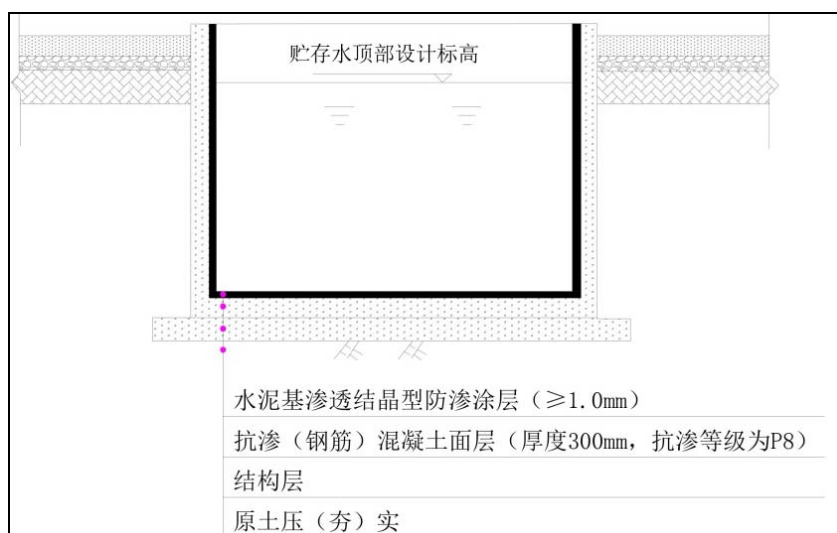 贮存水顶部设计标高
水泥基渗透结晶型防渗涂层（≥1.0mm）
抗渗（钢筋）混凝土面层（厚度300mm，抗渗等级为P8）
结构层
原土压（夯）实